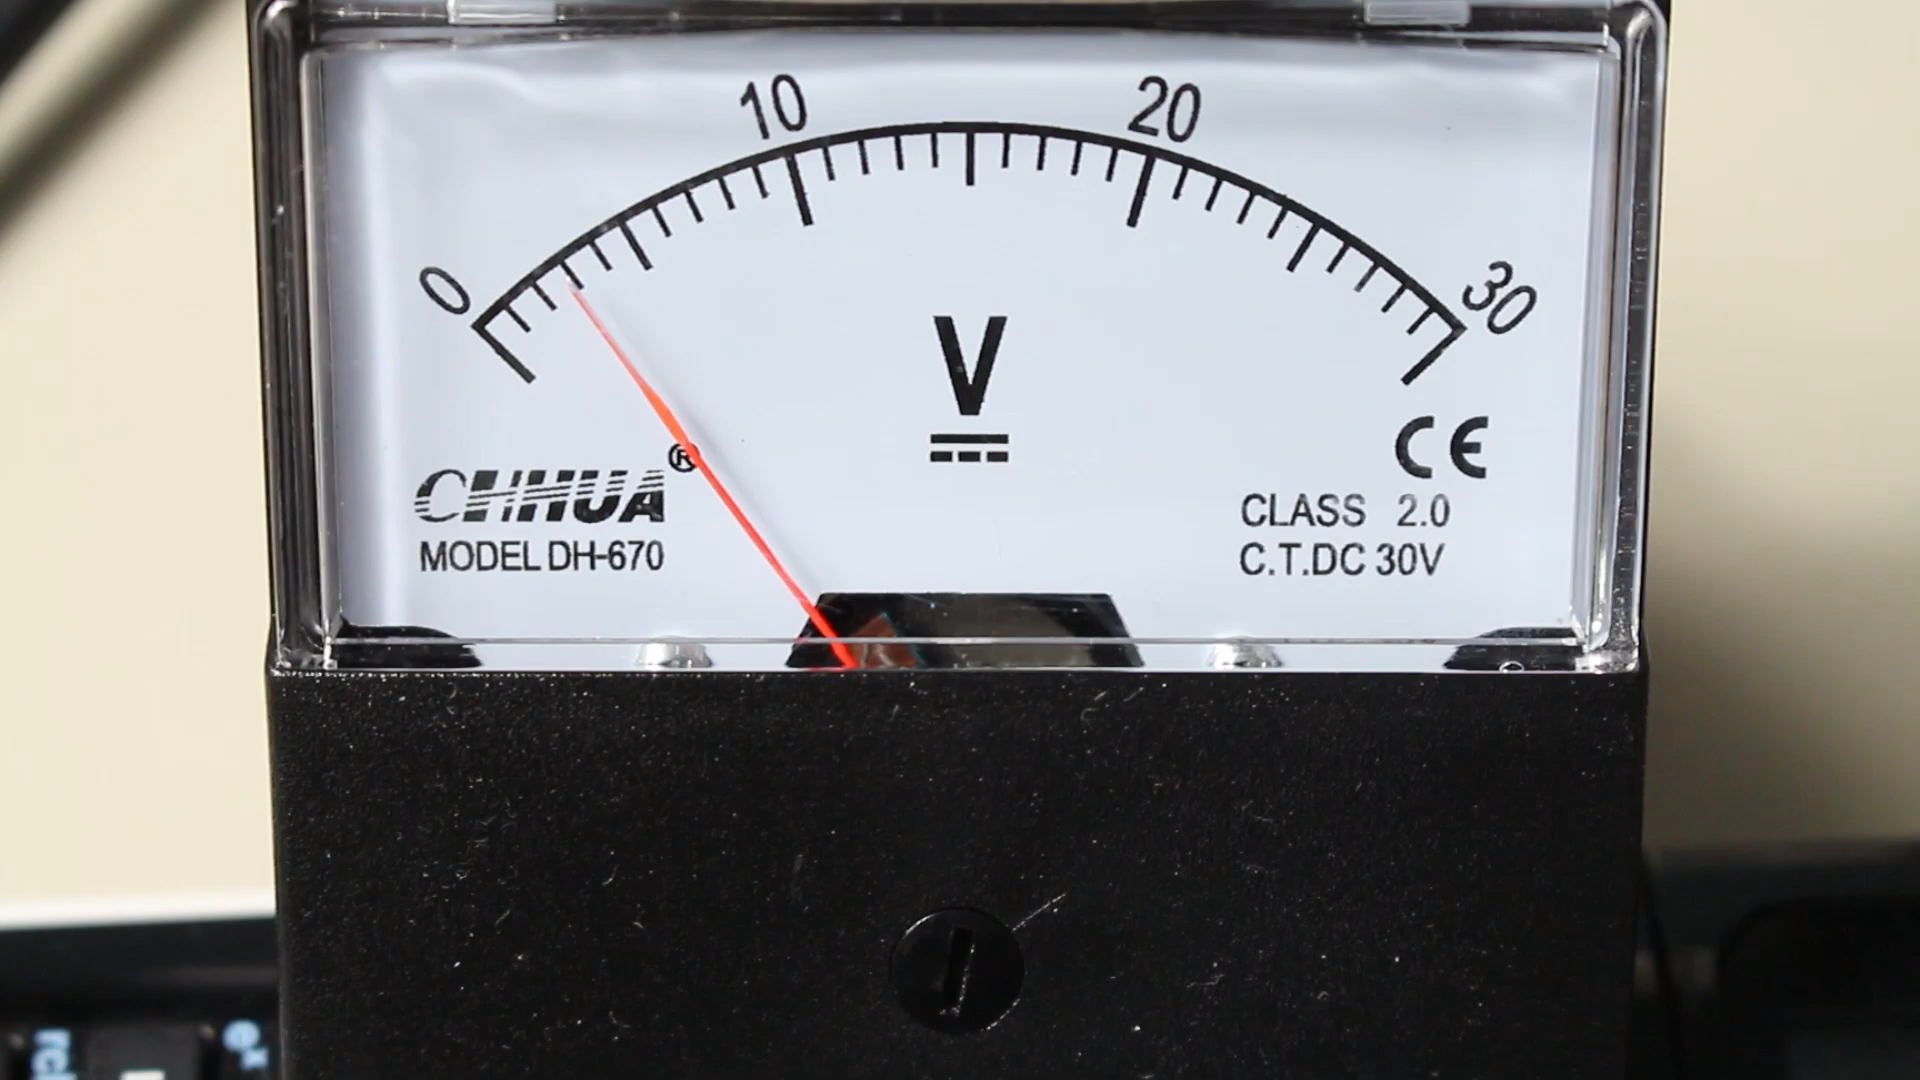 0 10 20 30
V
CHHUA®
MODEL DH-670
CE
CLASS 2.0
C.T.DC 30V